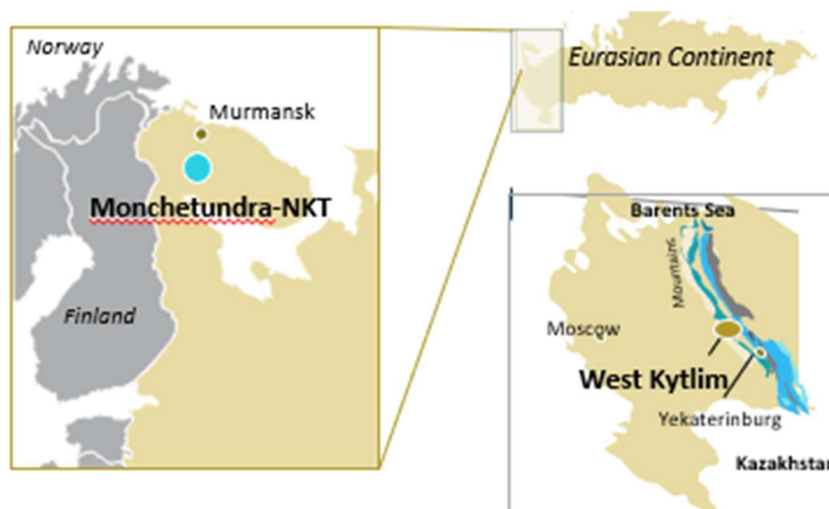 Norway
Murmansk
Monchetundra-NKT
Finland
Eurasian Continent
Barents Sea
Mountains
Moscow
West Kytlim
Yekaterinburg
Kazakhstan